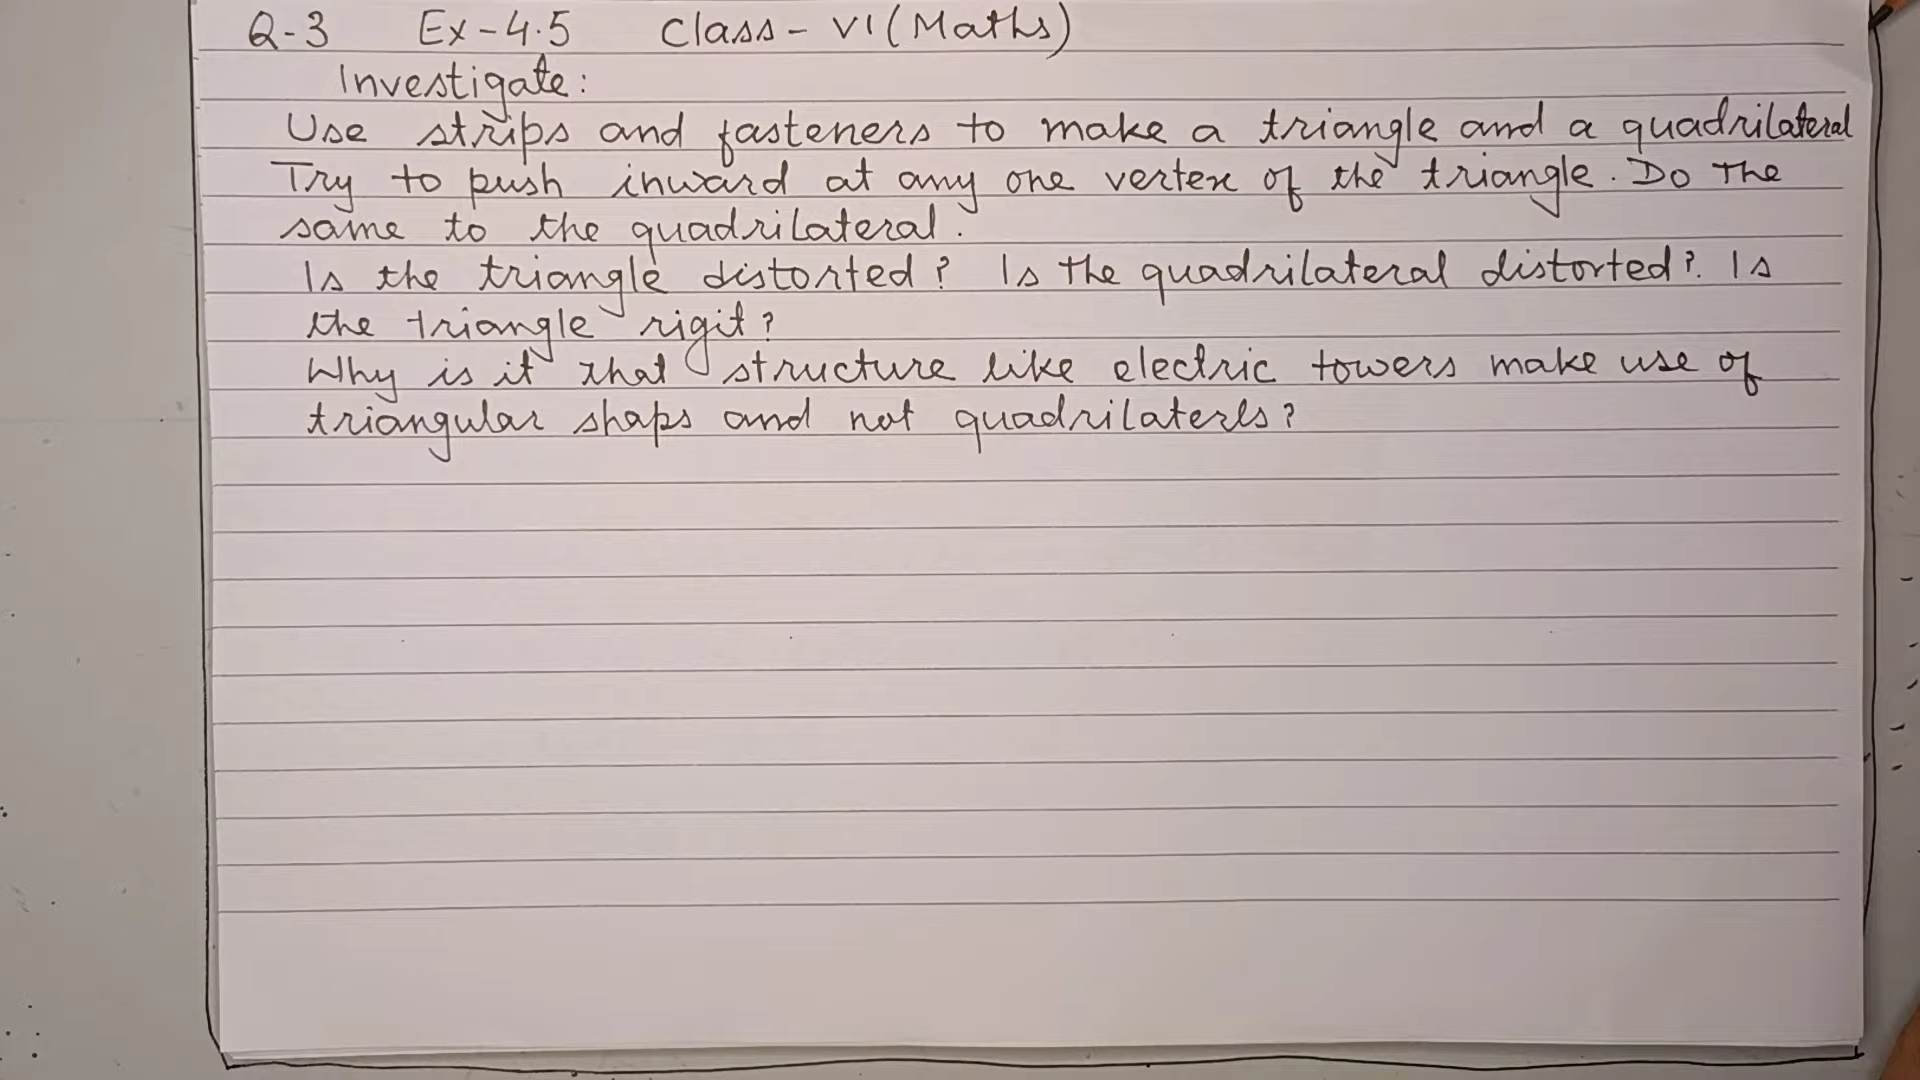 Q-3 Ex-4.5 Class- VI (Maths)
Investigate:
Use strips and fasteners to make a triangle and a quadrilateral
Try to push inward at any one vertex of the triangle. Do the
same to the quadrilateral.
Is the triangle distorted? Is the quadrilateral distorted? Is
the triangle rigit?
Why is it that structure like electric towers make use of
triangular shaps and not quadrilaterls?